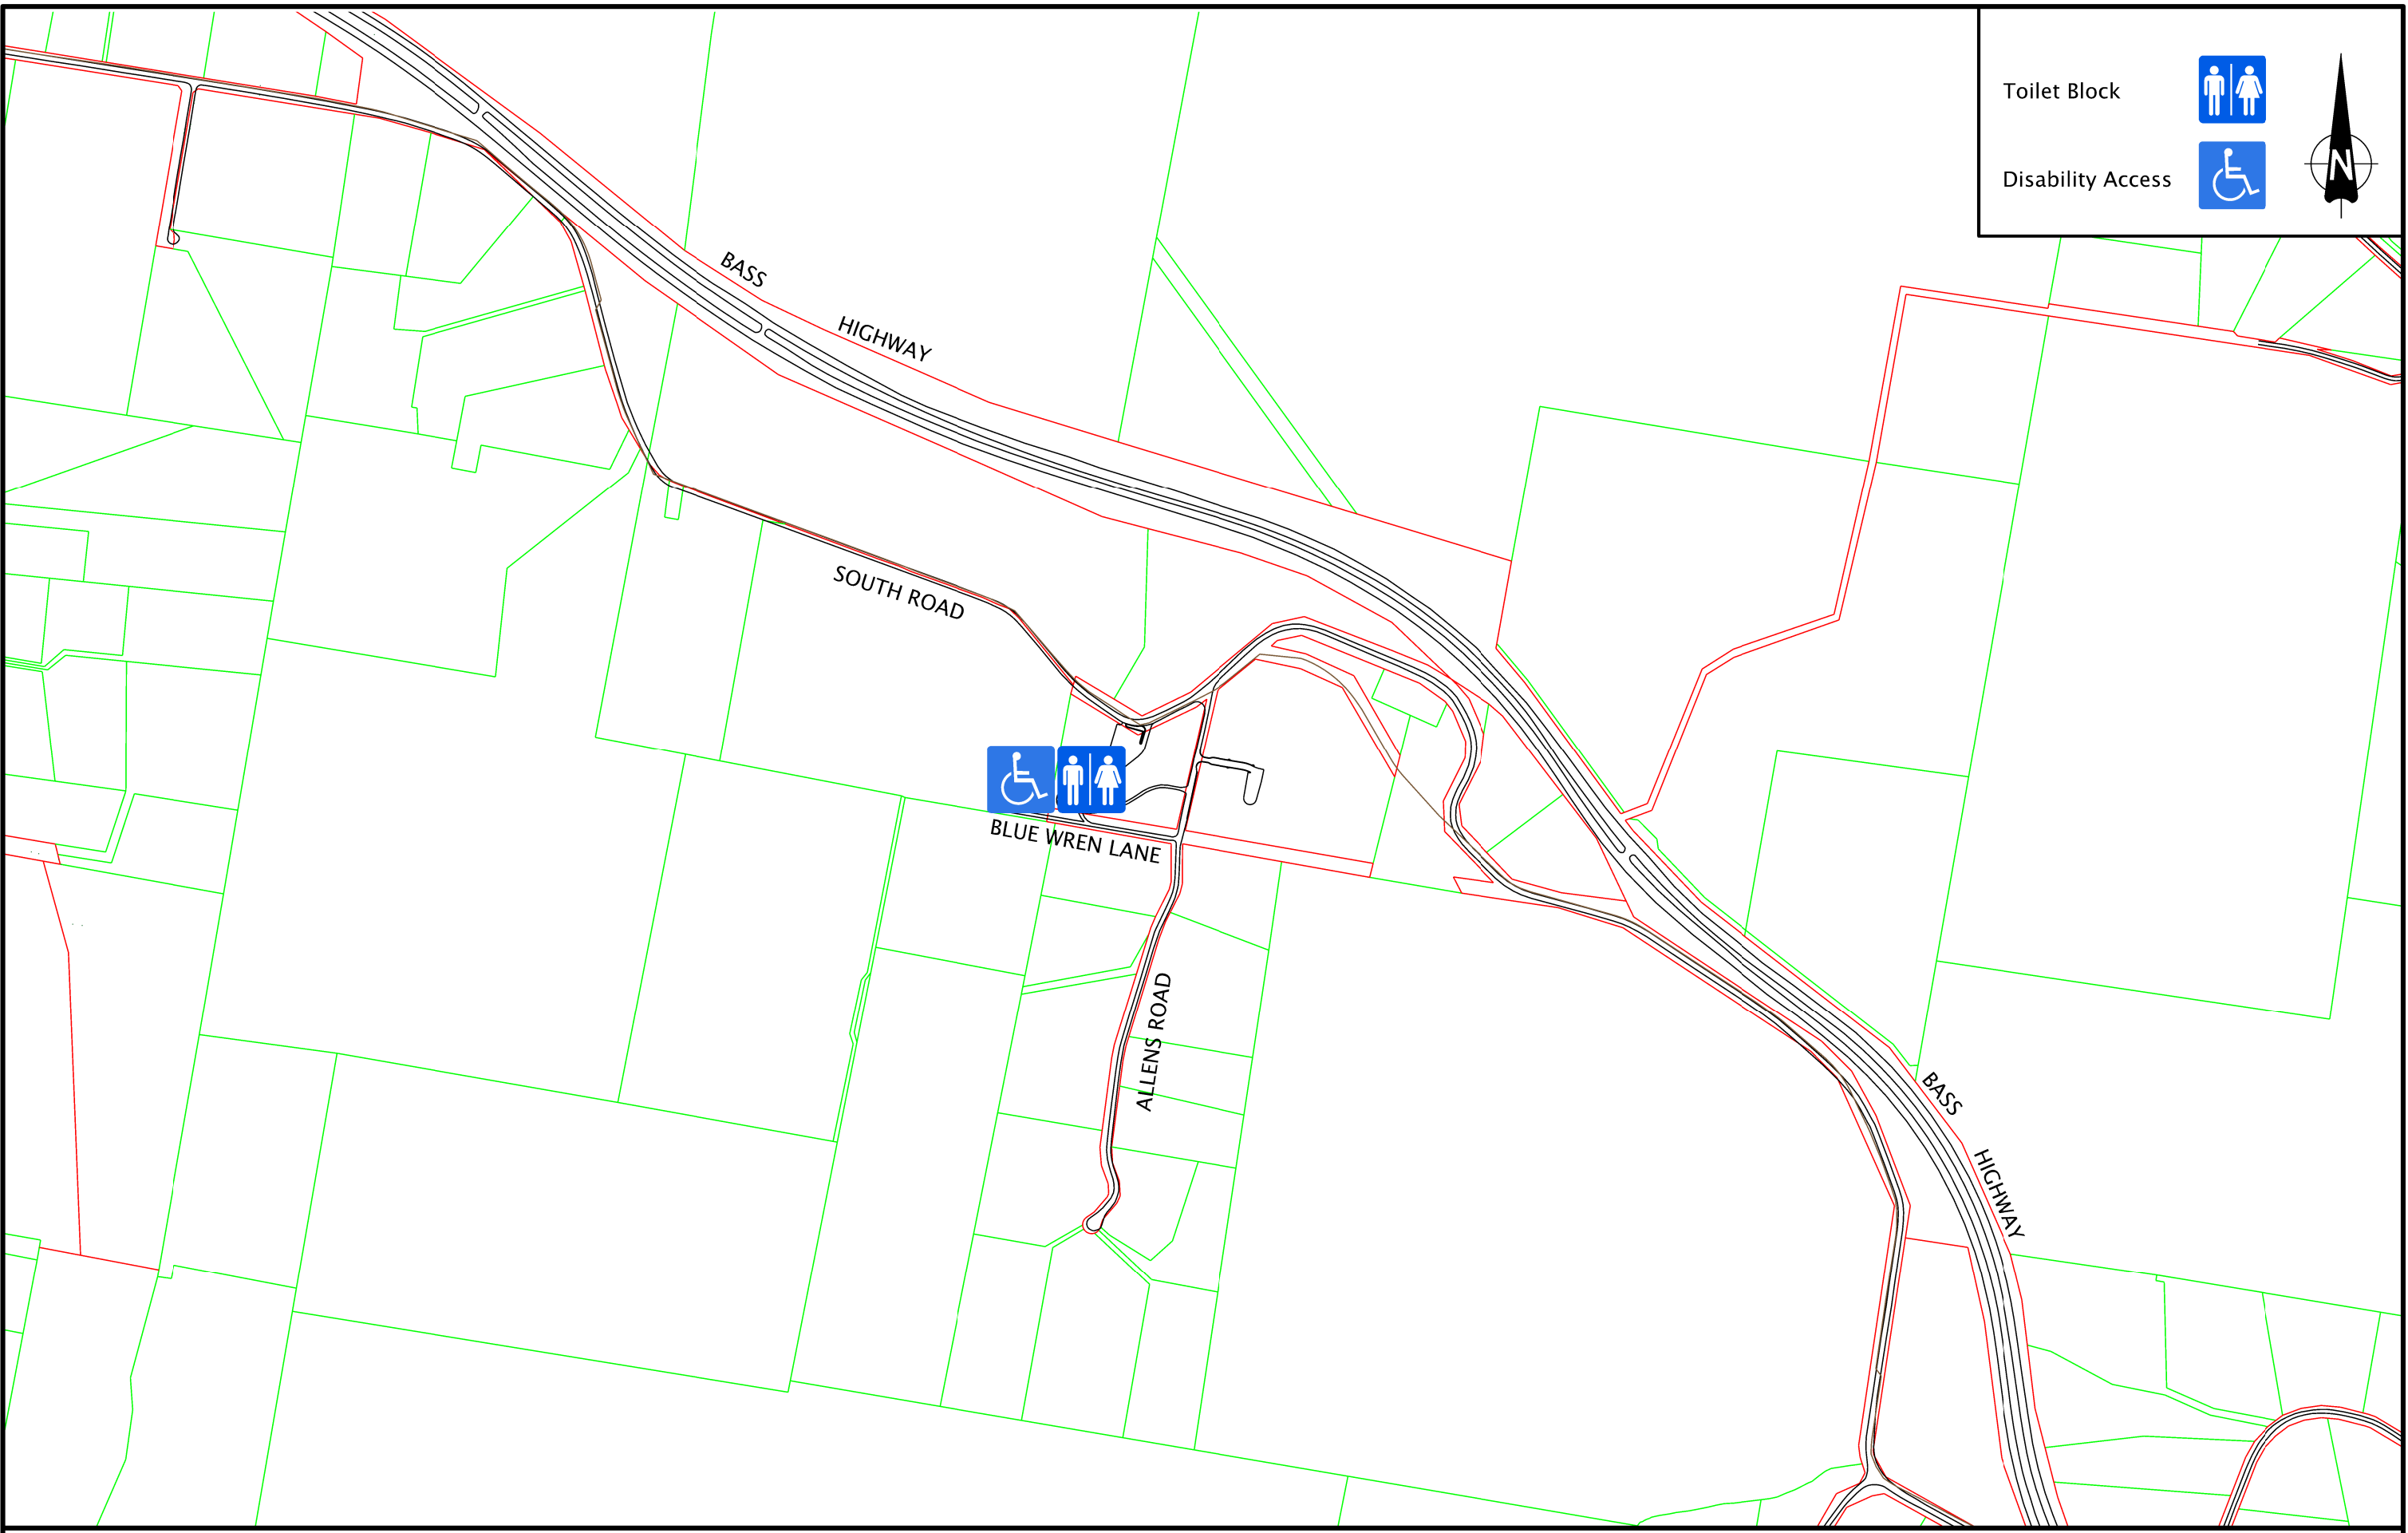 Toilet Block
Disability Access
N
BASS
HIGHWAY
SOUTH ROAD
BLUE WREN LANE
ALLENS ROAD
BASS
HIGHWAY